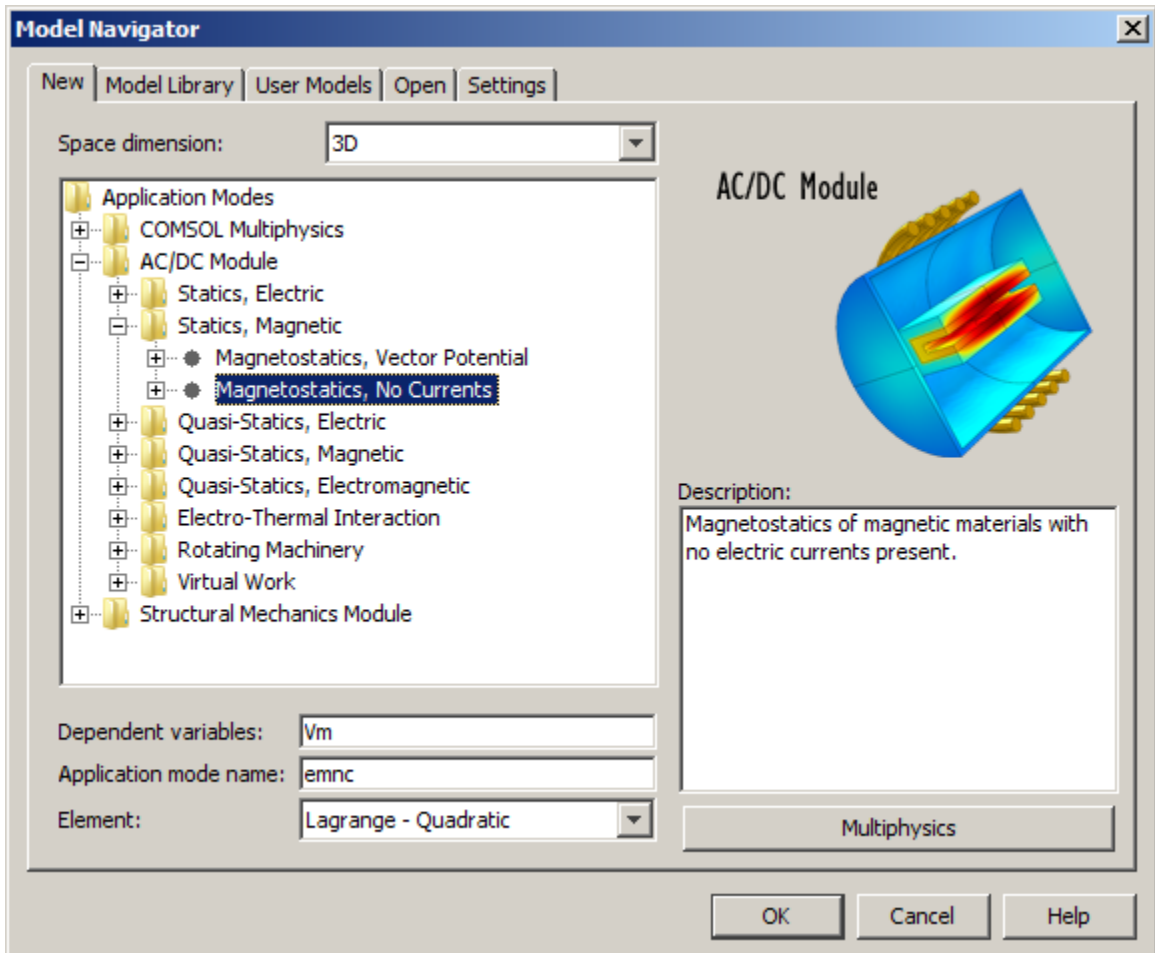 Model Navigator
New Model Library User Models Open Settings
Space dimension: 3D
Application Modes
COMSOL Multiphysics
AC/DC Module
Statics, Electric
Statics, Magnetic
Magnetostatics, Vector Potential
Magnetostatics, No Currents
Quasi-Statics, Electric
Quasi-Statics, Magnetic
Quasi-Statics, Electromagnetic
Electro-Thermal Interaction
Rotating Machinery
Virtual Work
Structural Mechanics Module
AC/DC Module
Description:
Magnetostatics of magnetic materials with
no electric currents present.
Dependent variables: Vm
Application mode name: emnc
Element: Lagrange - Quadratic
Multiphysics
OK Cancel Help